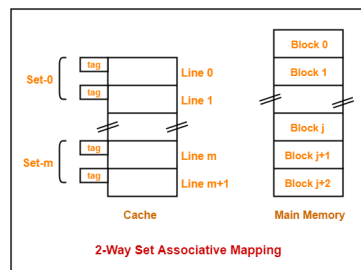 Set-0
Set-m
tag
tag
tag
tag
Line 0
Line 1
Line m
Line m+1
Cache
Block 0
Block 1
Block j
Block j+1
Block j+2
Main Memory
2-Way Set Associative Mapping